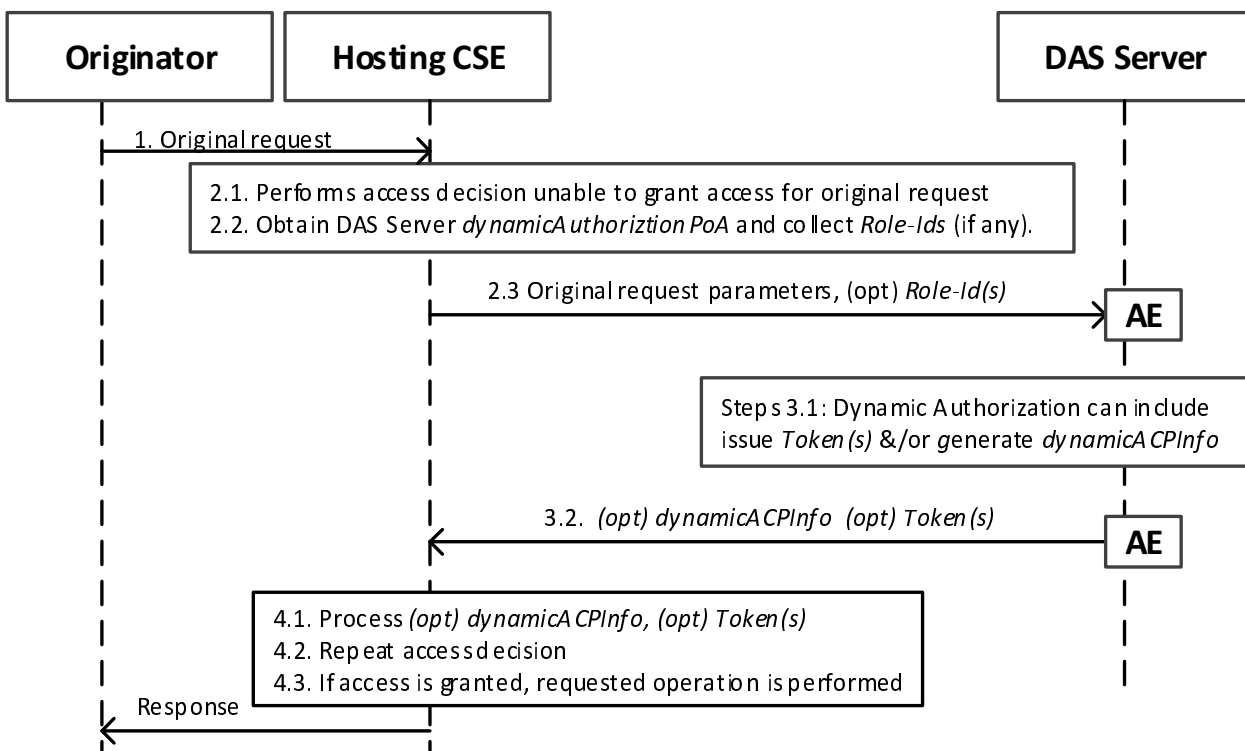 Originator
Hosting CSE
DAS Server
1. Original request
2.1. Performs access decision unable to grant access for original request
2.2. Obtain DAS Server dynamicAuthoriztionPoA and collect Role-Ids (if any).
2.3 Original request parameters, (opt) Role-Id(s)
AE
Steps 3.1: Dynamic Authorization can include
issue Token(s) &/or generate dynamicACPInfo
3.2. (opt) dynamicACPInfo (opt) Token(s)
AE
4.1. Process (opt) dynamicACPInfo, (opt) Token(s)
4.2. Repeat access decision
4.3. If access is granted, requested operation is performed
Response